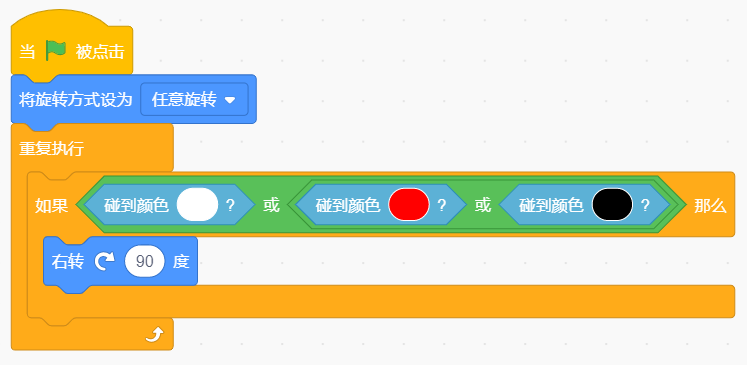 当 被点击
将旋转方式设为 任意旋转
重复执行
如果 碰到颜色 ? 或 碰到颜色 ? 或 碰到颜色 ? 那么
右转 90 度